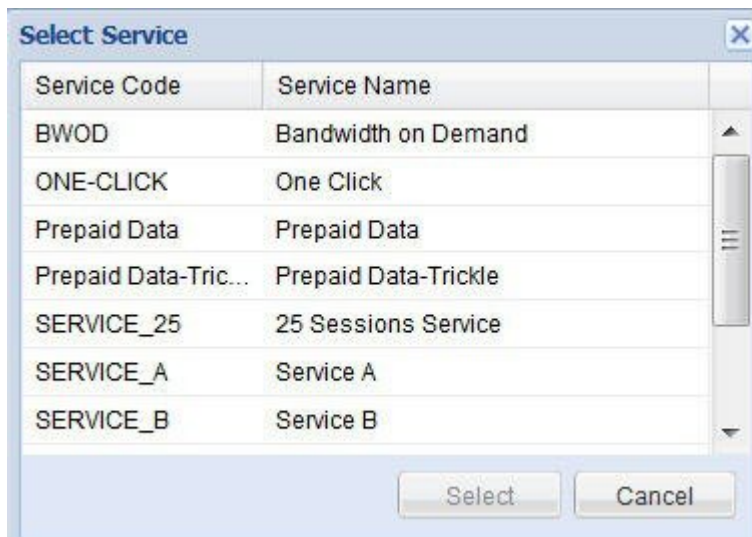 Select Service
Service Code Service Name
BWOD Bandwidth on Demand
ONE-CLICK One Click
Prepaid Data Prepaid Data
Prepaid Data-Tric... Prepaid Data-Trickle
SERVICE_25 25 Sessions Service
SERVICE_A Service A
SERVICE_B Service B
Select Cancel